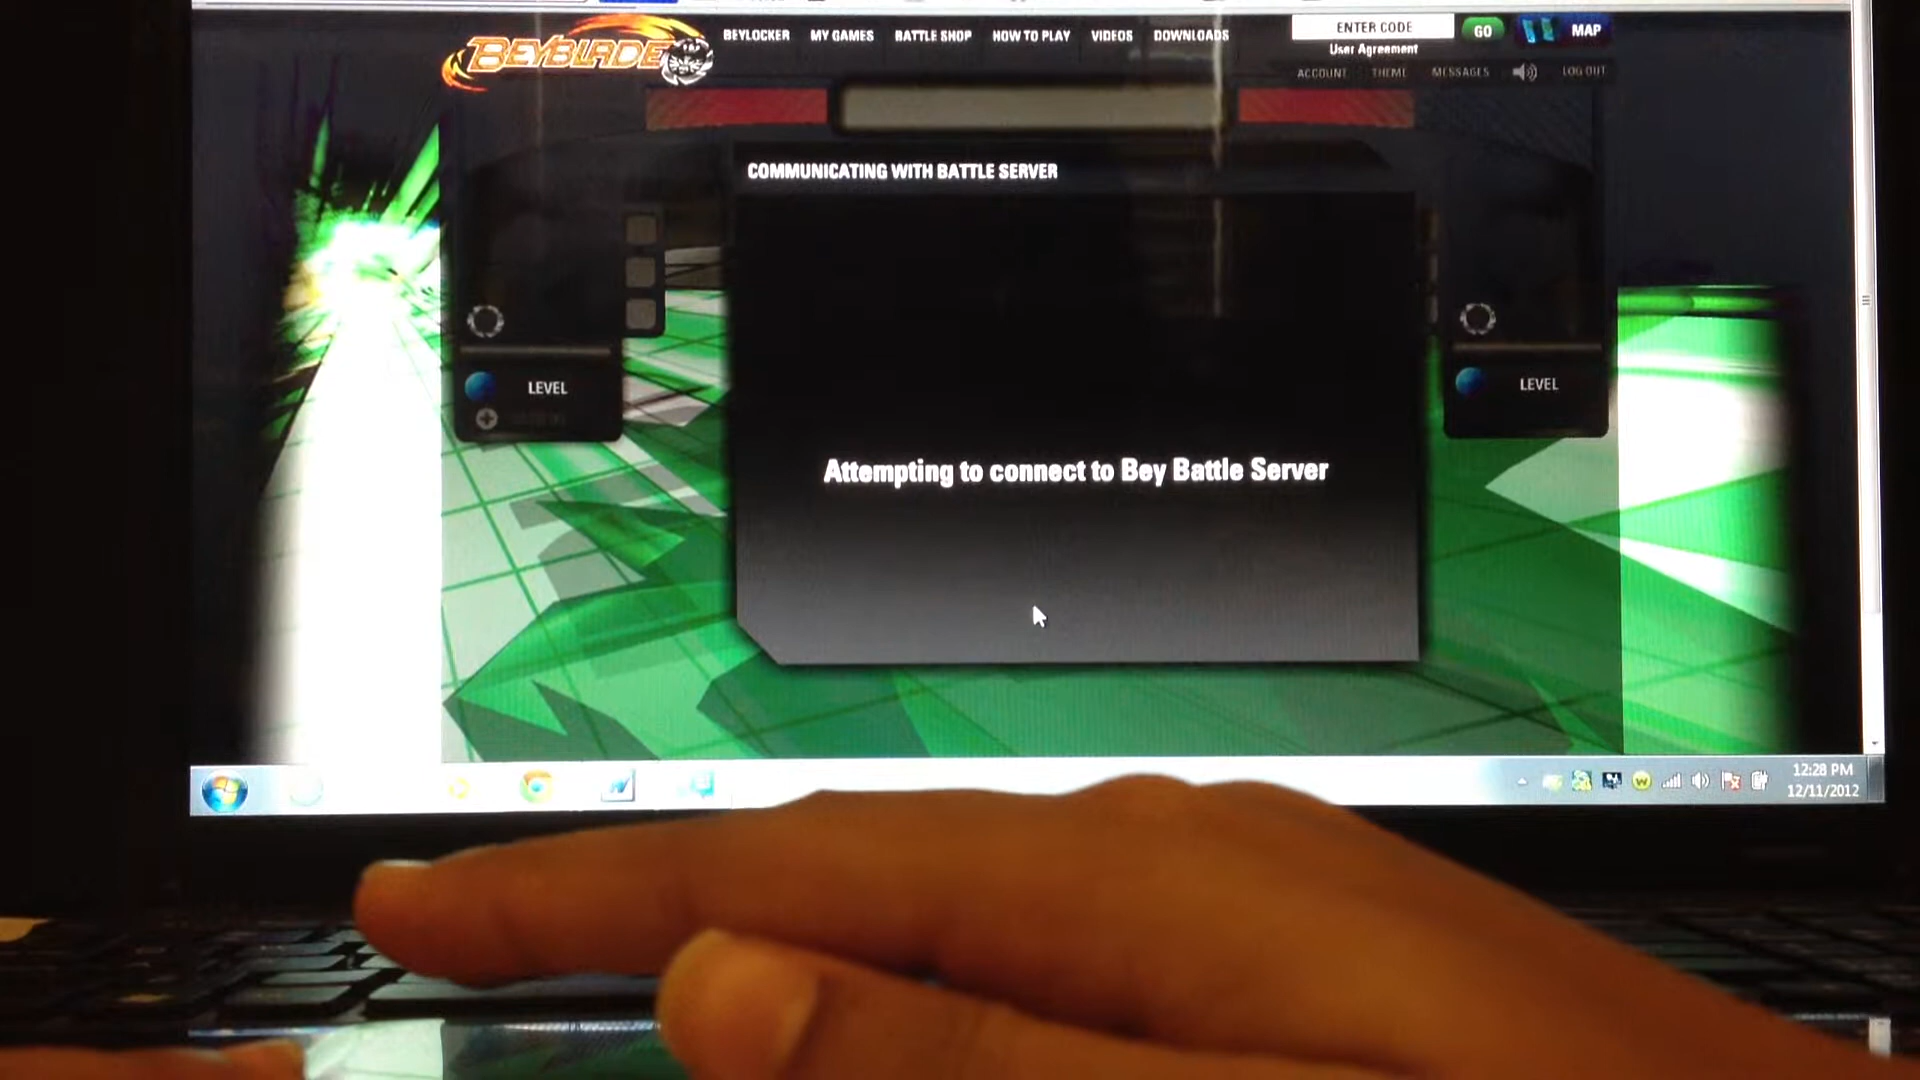 BEYBLADE
BEYLOCKER MY GAMES BATTLE SHOP HOW TO PLAY VIDEOS DOWNLOADS
ENTER CODE GO MAP
User Agreement
ACCOUNT THEME MESSAGES LOG OUT
COMMUNICATING WITH BATTLE SERVER
LEVEL
LEVEL
Attempting to connect to Bey Battle Server
12:28 PM
12/11/2012